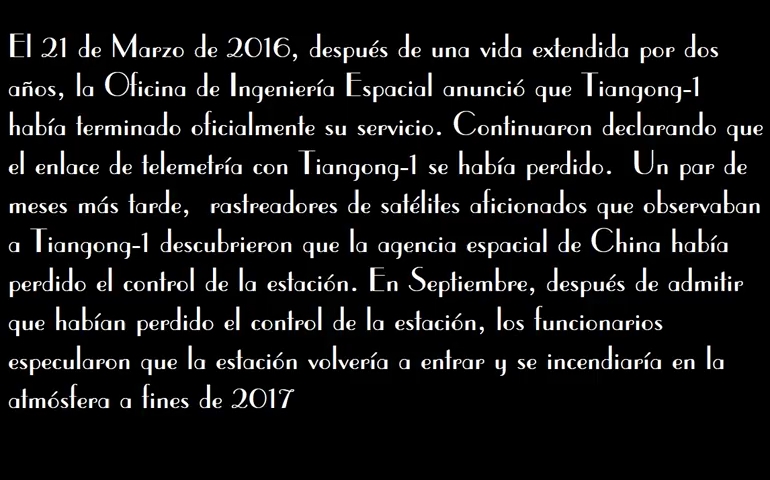 El 21 de Marzo de 2016, después de una vida extendida por dos
años, la Oficina de Ingeniería Espacial anunció que Tiangong-1
había terminado oficialmente su servicio. Continuaron declarando que
el enlace de telemetría con Tiangong-1 se había perdido.  Un par de
meses más tarde,  rastreadores de satélites aficionados que observaban
a Tiangong-1 descubrieron que la agencia espacial de China había
perdido el control de la estación. En Septiembre, después de admitir
que habían perdido el control de la estación, los funcionarios
especularon que la estación volvería a entrar y se incendiaría en la
atmósfera a fines de 2017